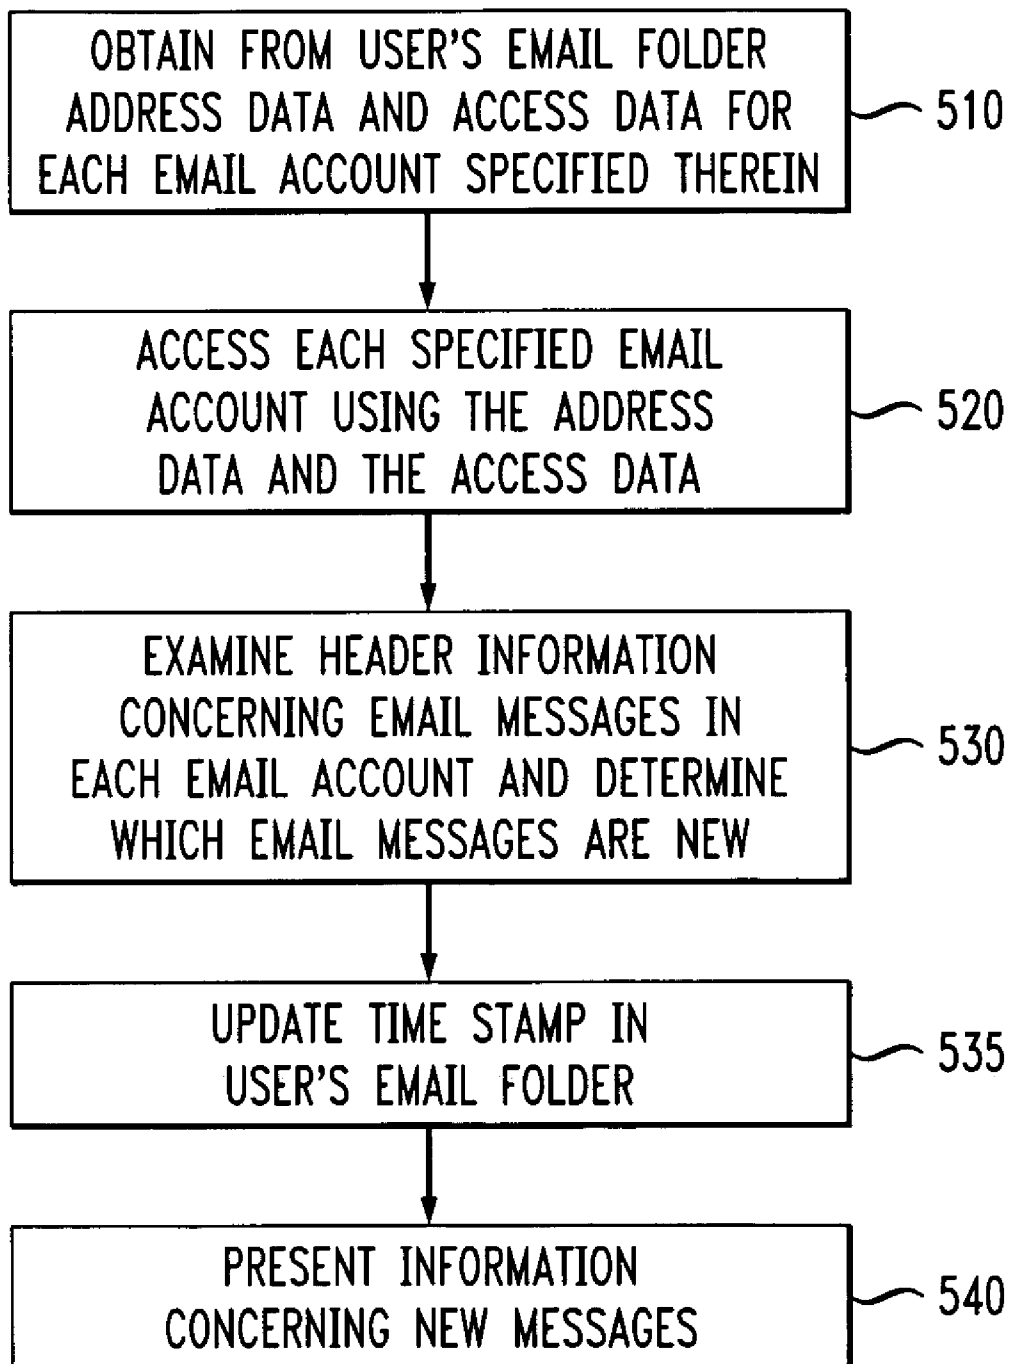 OBTAIN FROM USER'S EMAIL FOLDER
ADDRESS DATA AND ACCESS DATA FOR
EACH EMAIL ACCOUNT SPECIFIED THEREIN
510
ACCESS EACH SPECIFIED EMAIL
ACCOUNT USING THE ADDRESS
DATA AND THE ACCESS DATA
520
EXAMINE HEADER INFORMATION
CONCERNING EMAIL MESSAGES IN
EACH EMAIL ACCOUNT AND DETERMINE
WHICH EMAIL MESSAGES ARE NEW
530
UPDATE TIME STAMP IN
USER'S EMAIL FOLDER
535
PRESENT INFORMATION
CONCERNING NEW MESSAGES
540